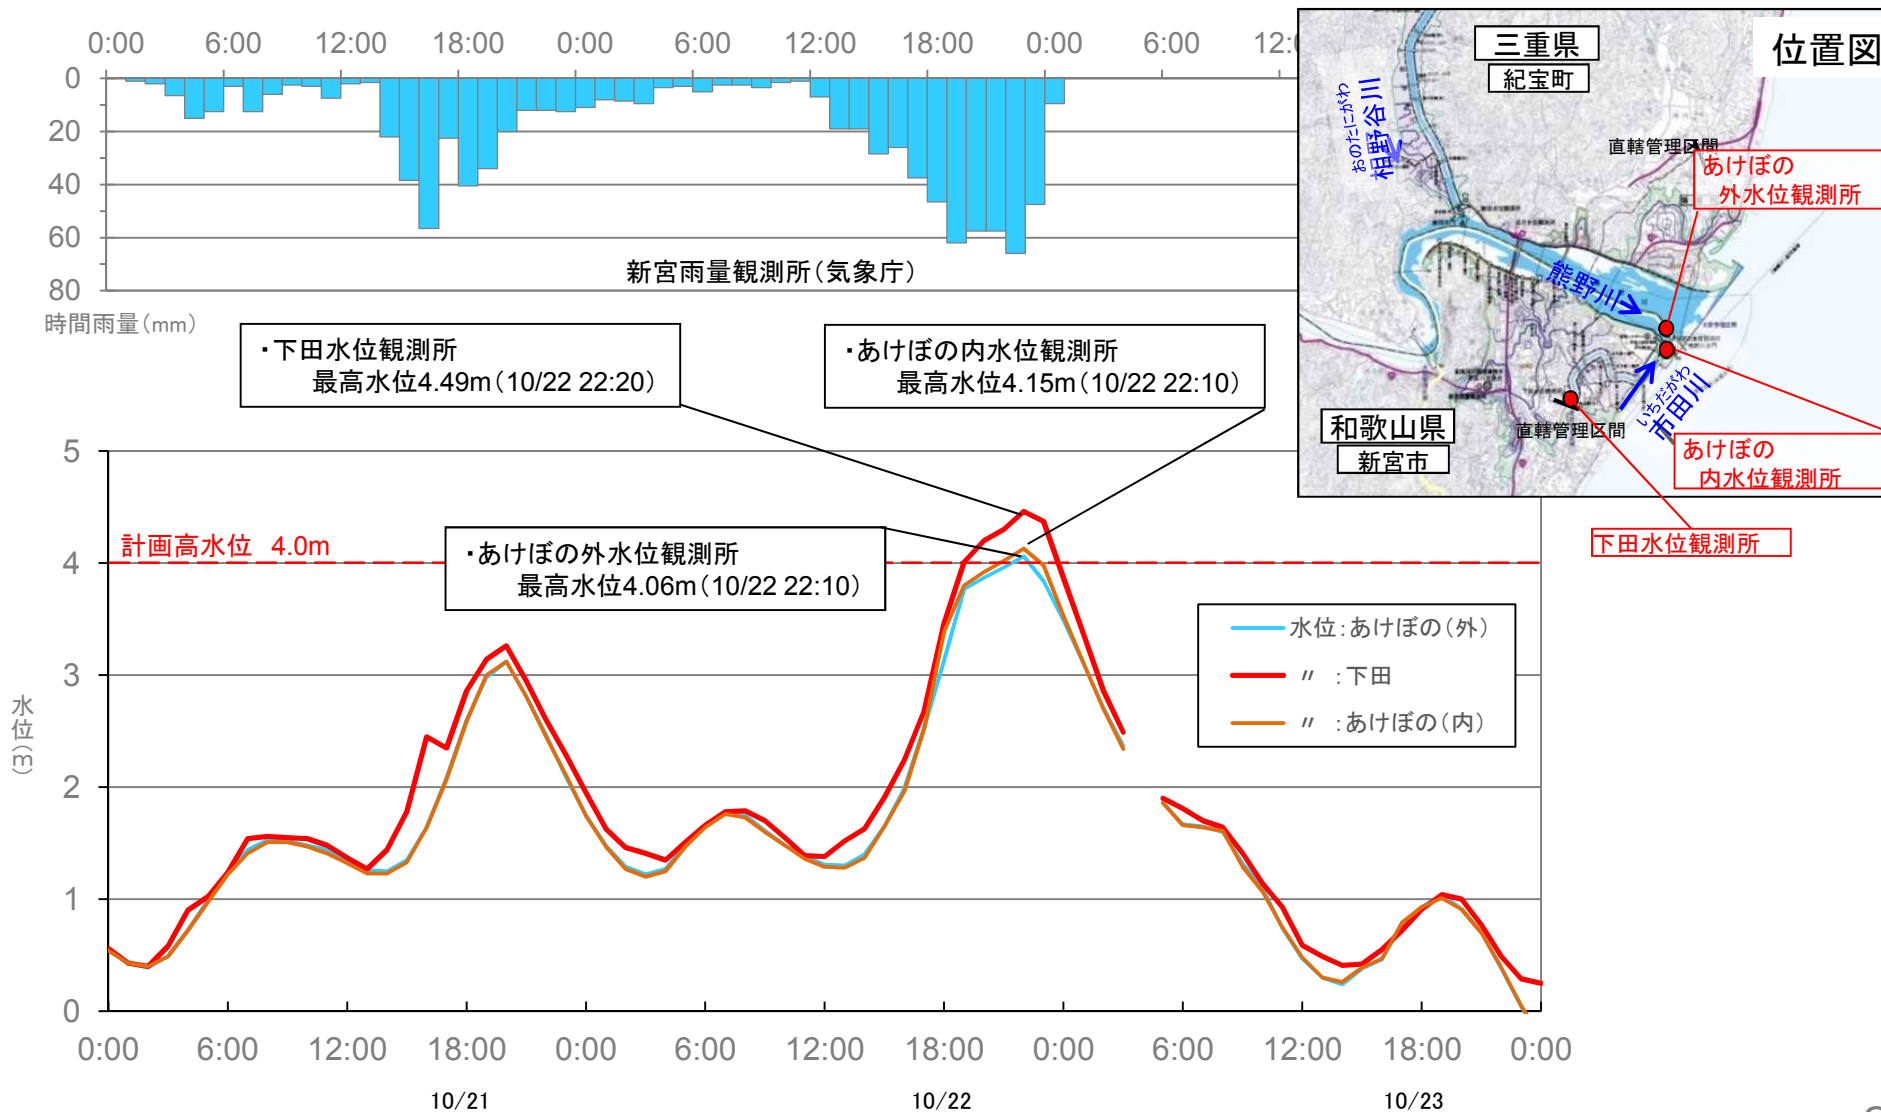 0:00 6:00 12:00 18:00 0:00 6:00 12:00 18:00 0:00 6:00 12:
0
20
40
60
80
新宮雨量観測所(気象庁)
時間雨量(mm)
位置図
三重県
紀宝町
おのたにがわ
相野谷川
直轄管理区間
あけぼの
外水位観測所
熊野川
いちだがわ
市田川
和歌山県
新宮市
直轄管理区間
あけぼの
内水位観測所
下田水位観測所
・下田水位観測所
最高水位4.49m(10/22 22:20)
・あけぼの内水位観測所
最高水位4.15m(10/22 22:10)
・あけぼの外水位観測所
最高水位4.06m(10/22 22:10)
計画高水位 4.0m
水位:あけぼの(外)
〃 :下田
〃 :あけぼの(内)
水位(m)
5
4
3
2
1
0
0:00 6:00 12:00 18:00 0:00 6:00 12:00 18:00 0:00 6:00 12:00 18:00 0:00
10/21 10/22 10/23